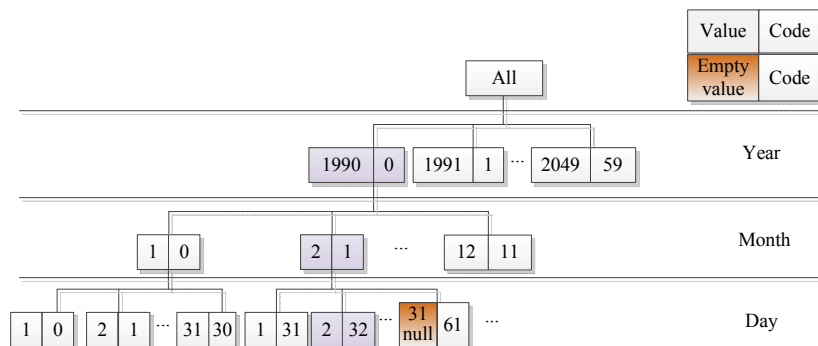 Value Code
Empty value Code
All
1990 0 1991 1 ... 2049 59 Year
1 0 2 1 ... 12 11 Month
1 0 2 1 ... 31 30 1 31 2 32 ... 31 null 61 ... Day